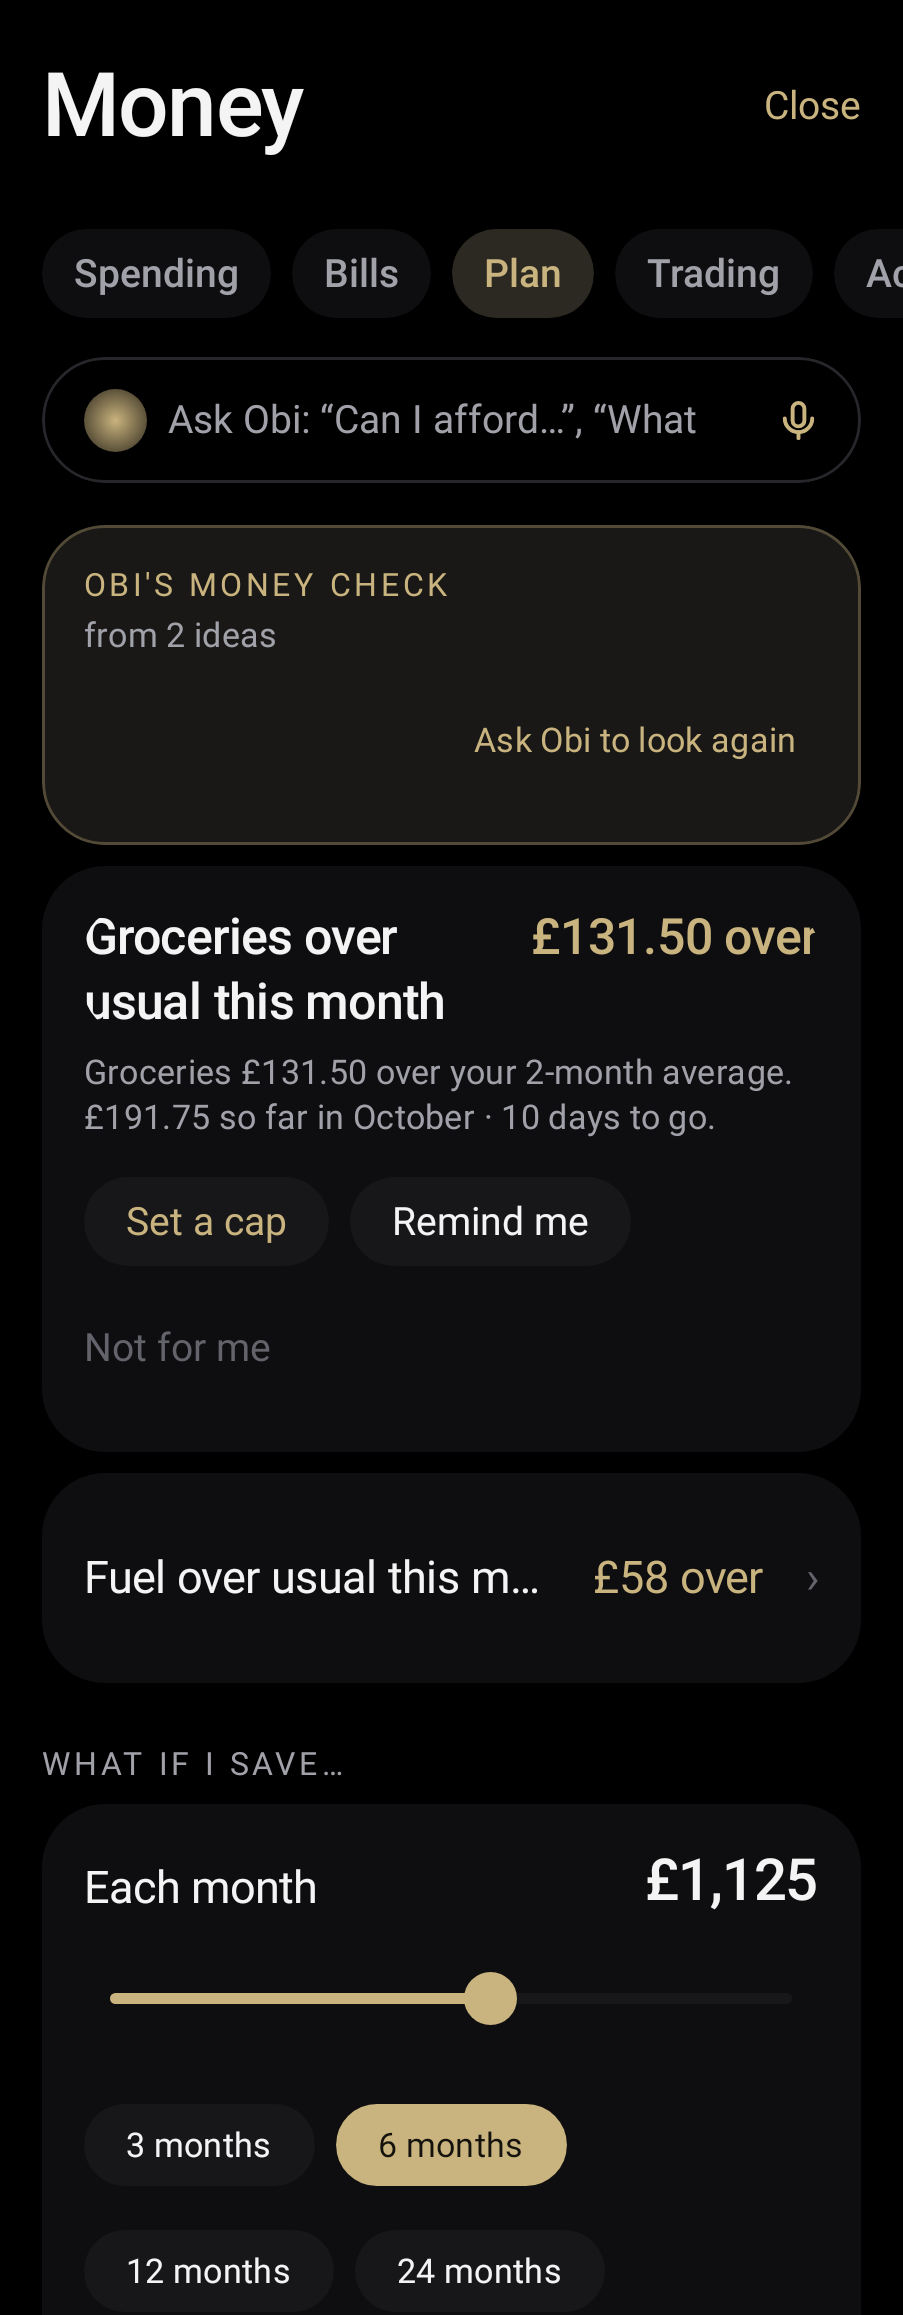 Money
Close
Spending
Bills
Plan
Trading
Ask Obi: “Can I afford…”, “What
OBI'S MONEY CHECK
from 2 ideas
Ask Obi to look again
Groceries over £131.50 over
usual this month
Groceries £131.50 over your 2-month average.
£191.75 so far in October · 10 days to go.
Set a cap
Remind me
Not for me
Fuel over usual this m… £58 over ›
WHAT IF I SAVE…
Each month £1,125
3 months
6 months
12 months
24 months